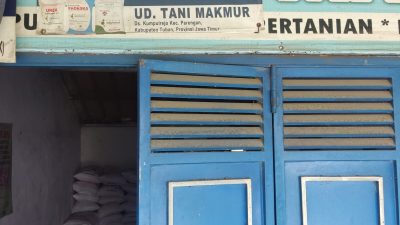 UD. TANI MAKMUR
Ds. Kumpulrejo Kec. Parengan,
Kabupaten Tuban, Provinsi Jawa Timur
PU
ERTANIAN *